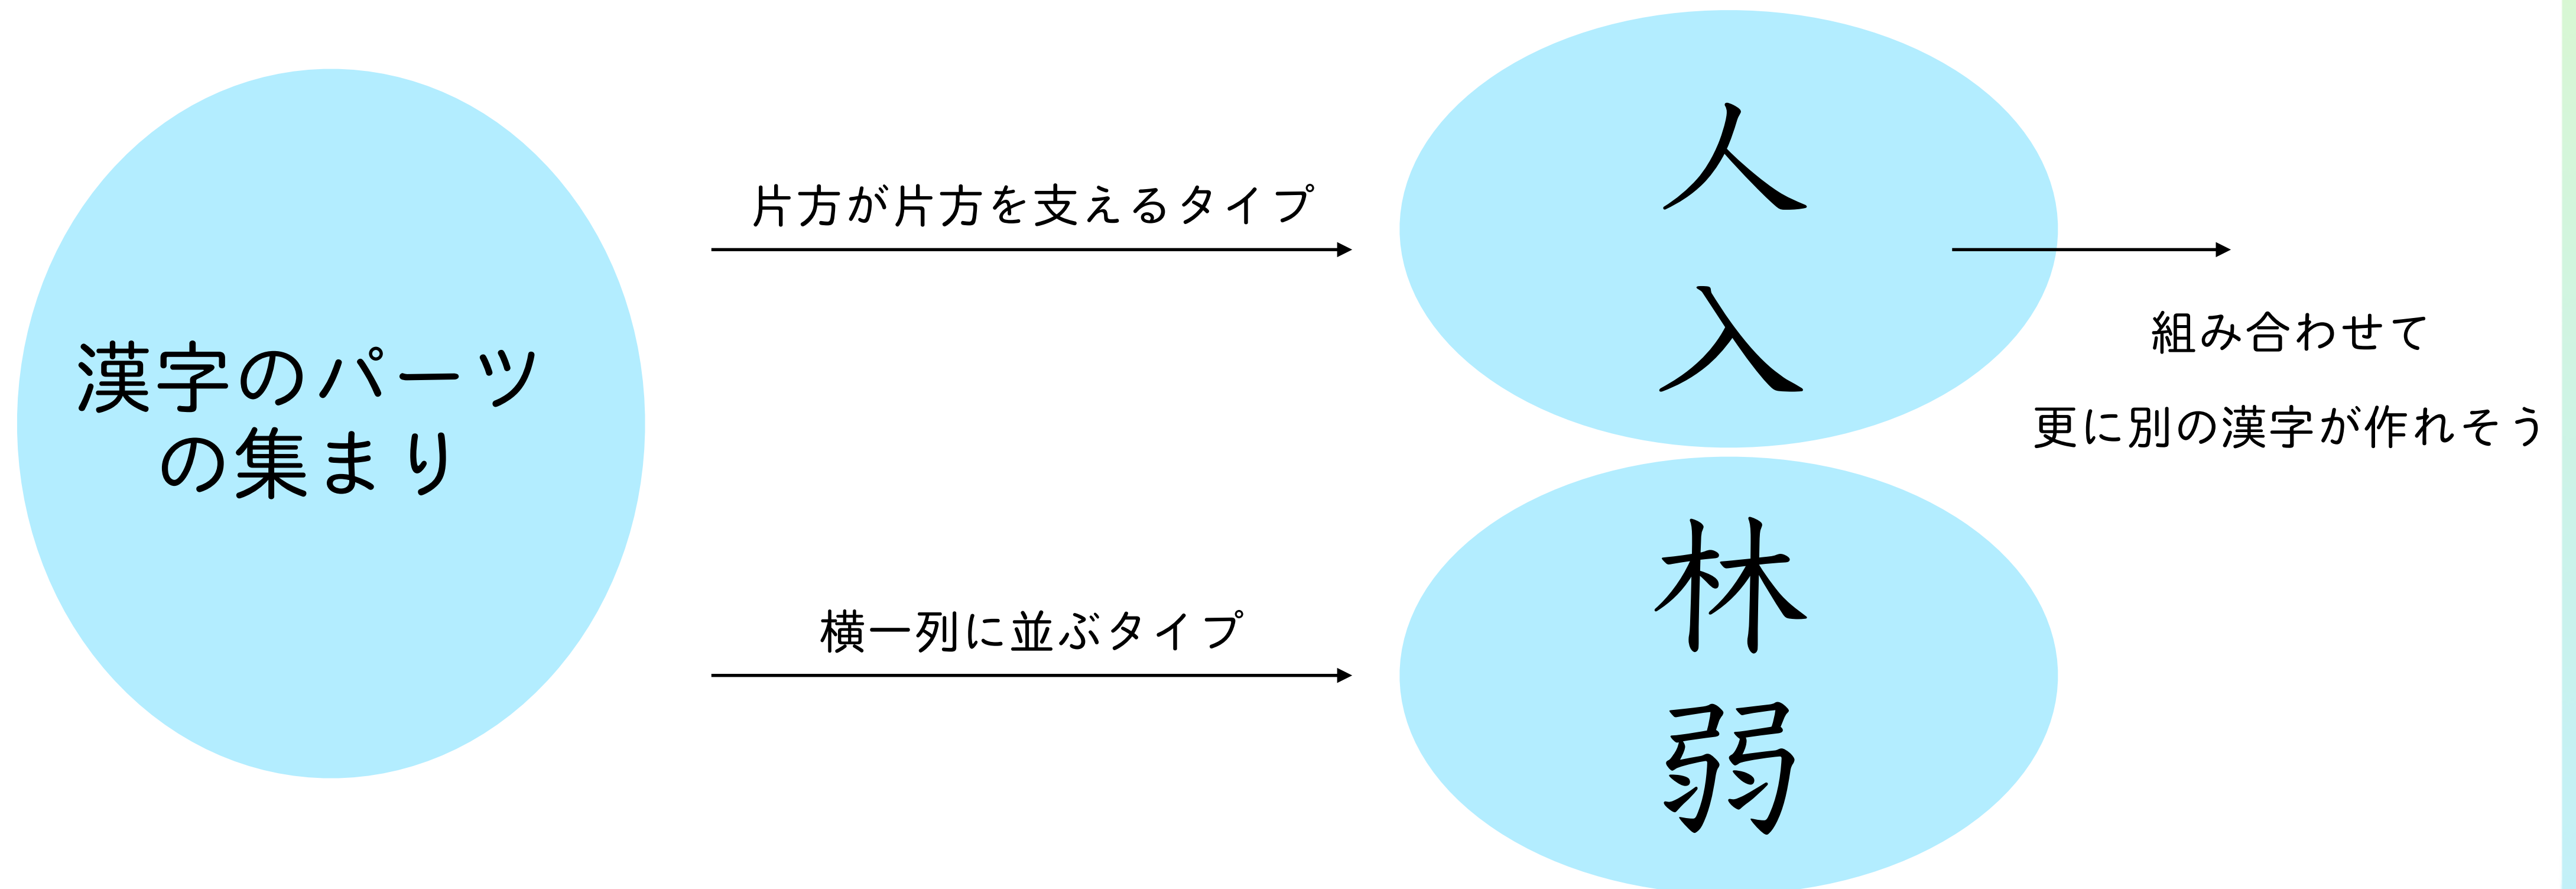 漢字のパーツ
の集まり
片方が片方を支えるタイプ
人
入
組み合わせて
更に別の漢字が作れそう
横一列に並ぶタイプ
林
弱